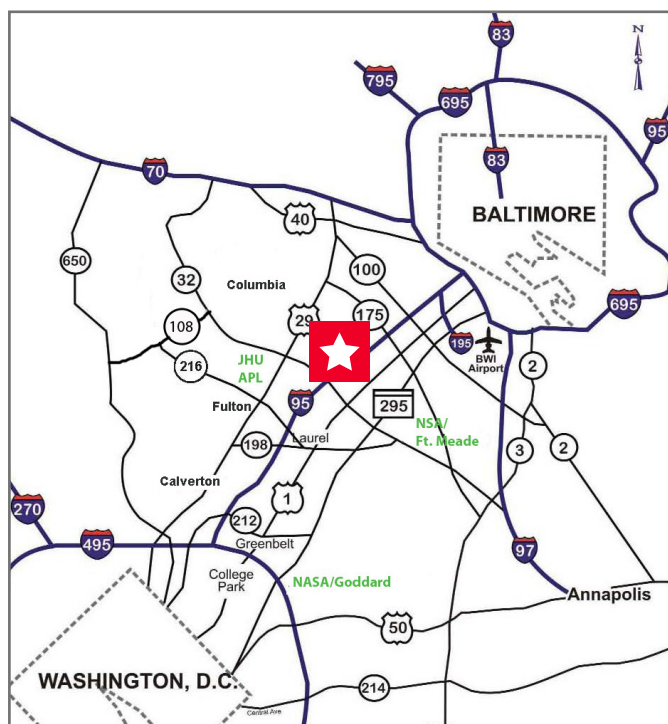 83
N
S
795
695
95
70
83
BALTIMORE
40
650
100
32
Columbia
695
29
175
108
195
BWI
Airport
2
JHU
APL
216
95
Fulton
295
NSA/
Ft. Meade
Laurel
198
3
2
Calverton
1
270
212
495
Greenbelt
97
College
Park
NASA/Goddard
Annapolis
50
WASHINGTON, D.C.
214
Central Ave